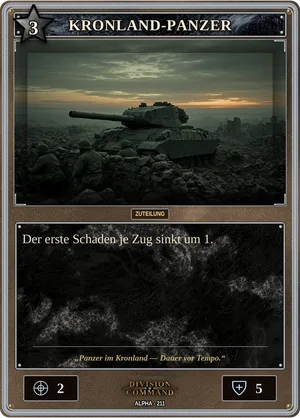 3
KRONLAND-PANZER
ZUTEILUNG
Der erste Schaden je Zug sinkt um 1.
„Panzer im Kronland — Dauer vor Tempo.“
2
DIVISION
COMMAND
ALPHA · 211
5